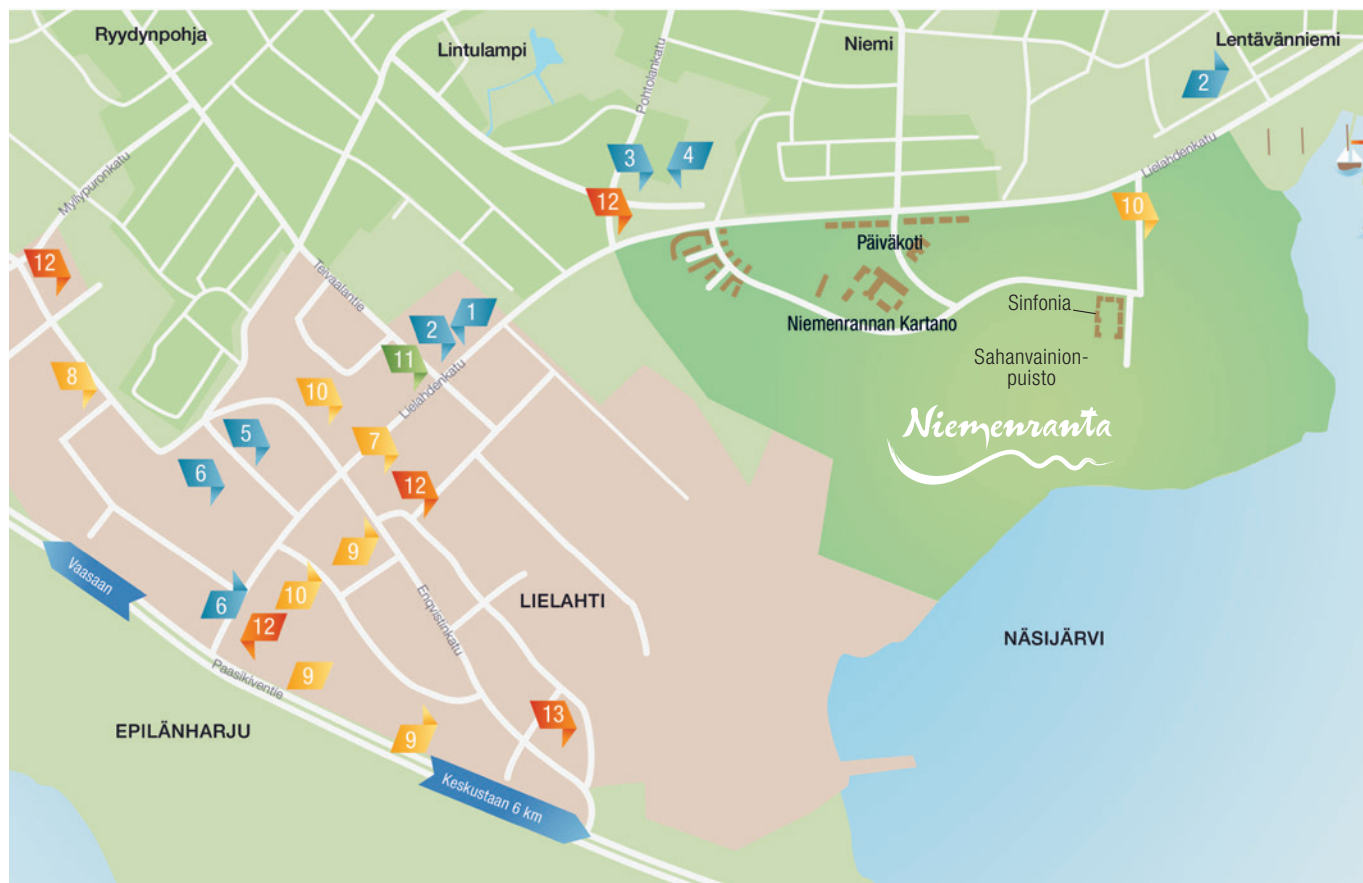 Ryydynpohja
Lintulampi
Pohtolankatu
Niemi
Lentävänniemi
2
Lielahdenkatu
Myllypuronkatu
3
4
12
10
12
Teivaalantie
Päiväkoti
Niemenrannan Kartano
Sinfonia
Sahanvainion-
puisto
1
2
11
Lielahdenkatu
8
10
5
7
6
12
Niemenranta
9
Vaasaan
6
10
12
Enqvistinkatu
LIELAHTI
NÄSIJÄRVI
Paasikiventie
9
EPILÄNHARJU
9
13
Keskustaan 6 km